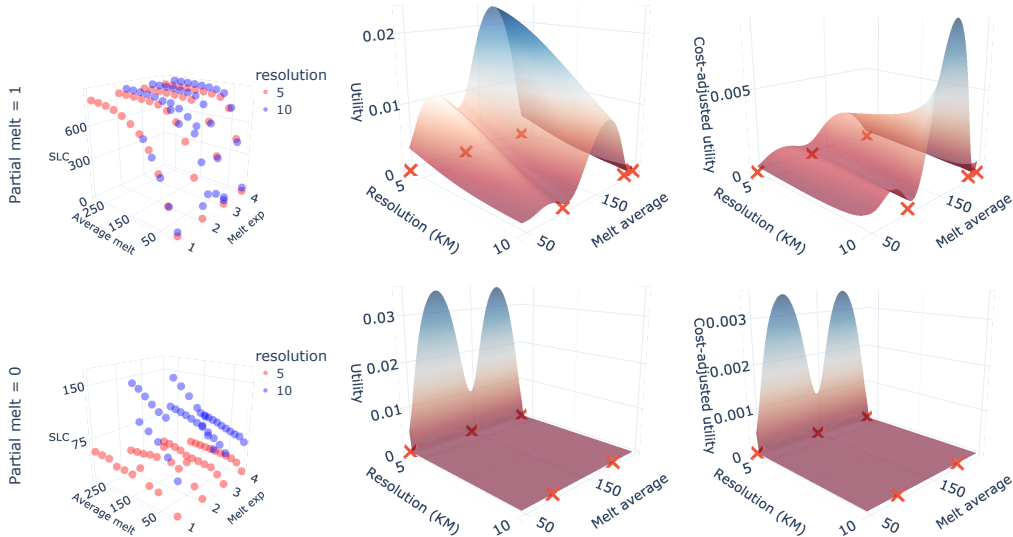 Partial melt = 1
resolution
5
10
600
300
0
SLC
250
150
50
Average melt
1
2
3
4
Melt exp
0.02
0.01
0
Utility
5
10
Resolution (KM)
50
150
Melt average
0.005
0
Cost-adjusted utility
5
10
Resolution (KM)
50
150
Melt average
Partial melt = 0
resolution
5
10
150
75
SLC
250
150
50
Average melt
1
2
3
4
Melt exp
0.03
0.02
0.01
0
Utility
5
10
Resolution (KM)
50
150
Melt average
0.003
0.002
0.001
0
Cost-adjusted utility
5
10
Resolution (KM)
50
150
Melt average